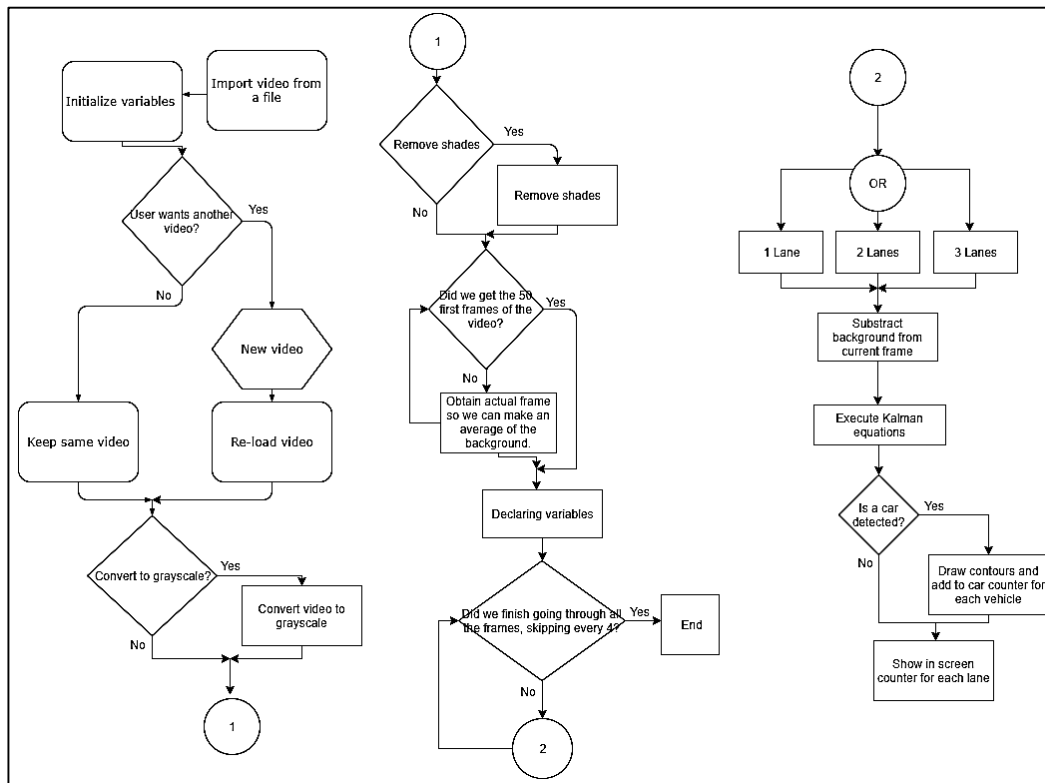 Import video from
a file
Initialize variables
User wants another
video?
Yes
No
New video
Keep same video
Re-load video
Convert to grayscale?
Yes
Convert video to
grayscale
No
1
1
Remove shades
Yes
Remove shades
No
Did we get the 50
first frames of the
video?
Yes
No
Obtain actual frame
so we can make an
average of the
background.
Declaring variables
Did we finish going through all
the frames, skipping every 4?
Yes
End
No
2
2
OR
1 Lane
2 Lanes
3 Lanes
Substract
background from
current frame
Execute Kalman
equations
Is a car
detected?
Yes
No
Draw contours and
add to car counter for
each vehicle
Show in screen
counter for each lane